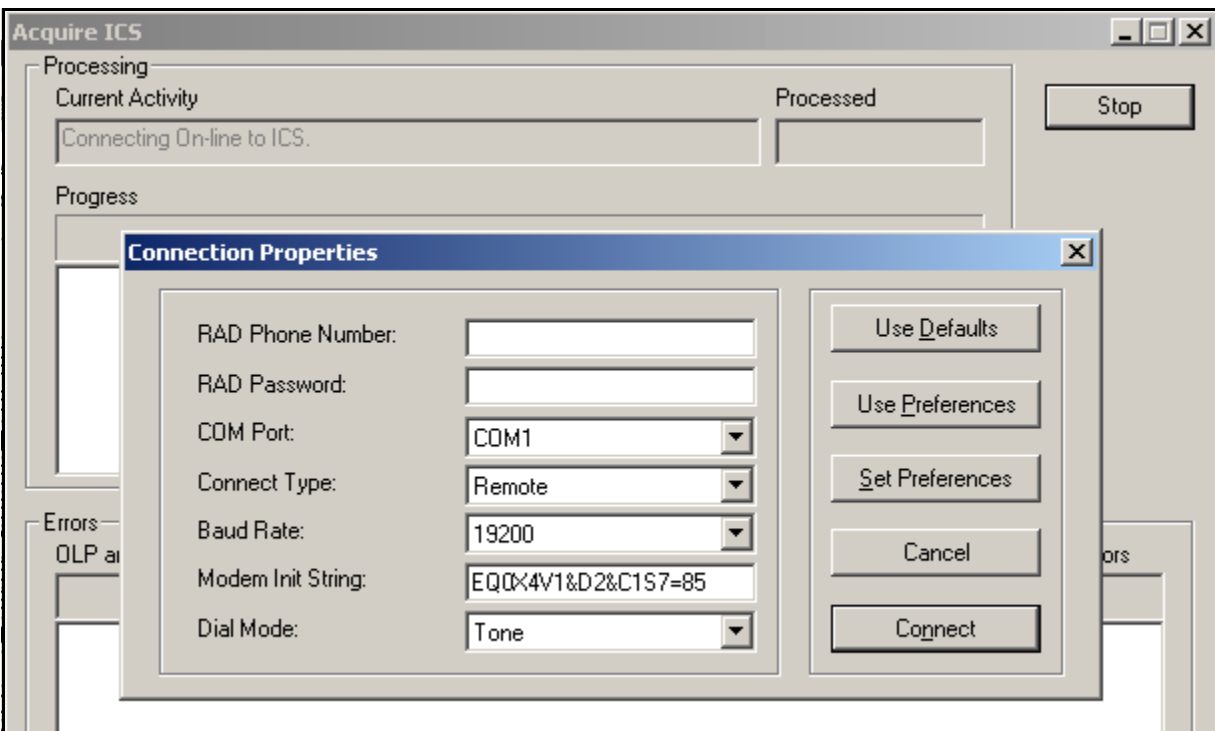 Acquire ICS
Processing
Current Activity
Processed
Stop
Connecting On-line to ICS.
Progress
Connection Properties
RAD Phone Number:
Use Defaults
RAD Password:
Use Preferences
COM Port:
COM1
Connect Type:
Remote
Set Preferences
Baud Rate:
19200
Cancel
Modem Init String:
EQ0X4V1&D2&C1S7=85
Dial Mode:
Tone
Connect
Errors
OLP